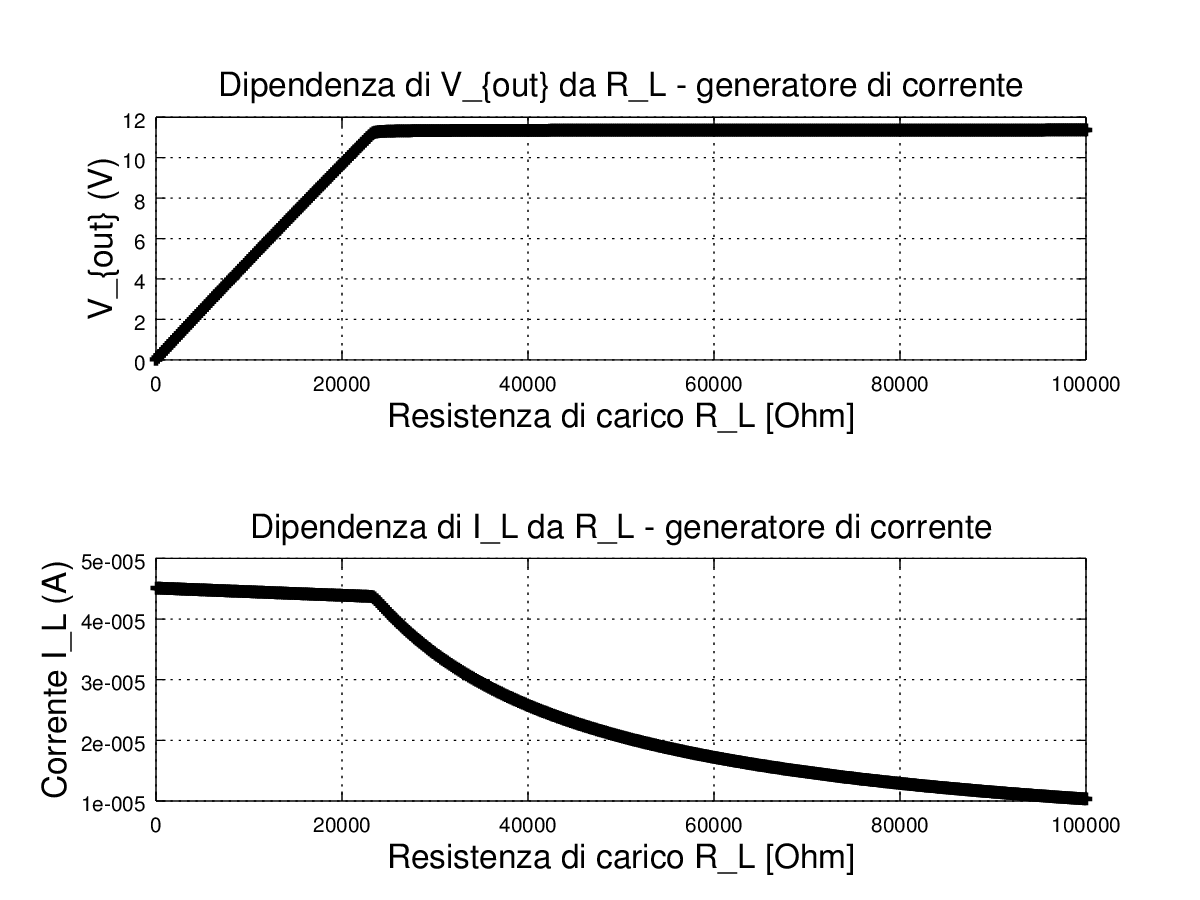 Dipendenza di V_{out} da R_L - generatore di corrente
V_{out} (V)
12
10
8
6
4
2
0
0 20000 40000 60000 80000 100000
Resistenza di carico R_L [Ohm]
Dipendenza di I_L da R_L - generatore di corrente
Corrente I_L (A)
5e-005
4e-005
3e-005
2e-005
1e-005
0 20000 40000 60000 80000 100000
Resistenza di carico R_L [Ohm]